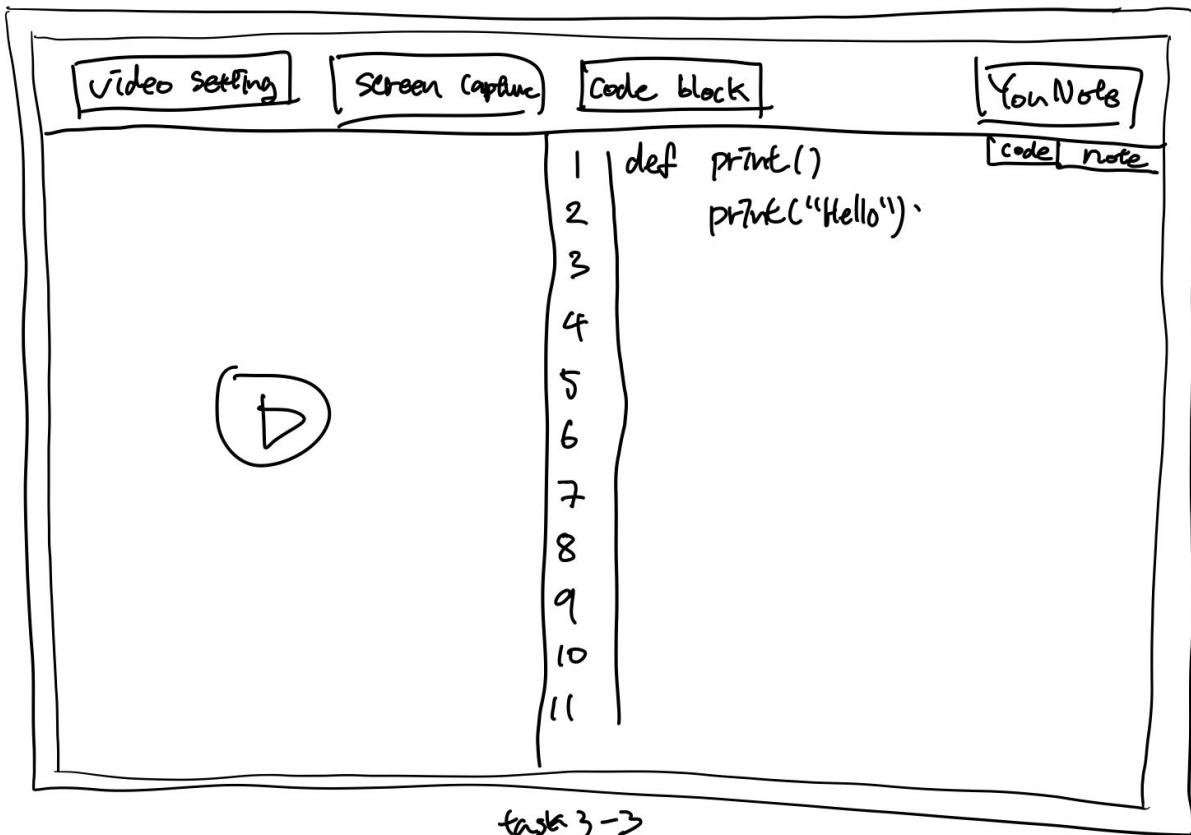 video setting
screen capture
code block
YouNote
code note
1 def print()
2 print("Hello").
3
4
5
6
7
8
9
10
11
task 3-3